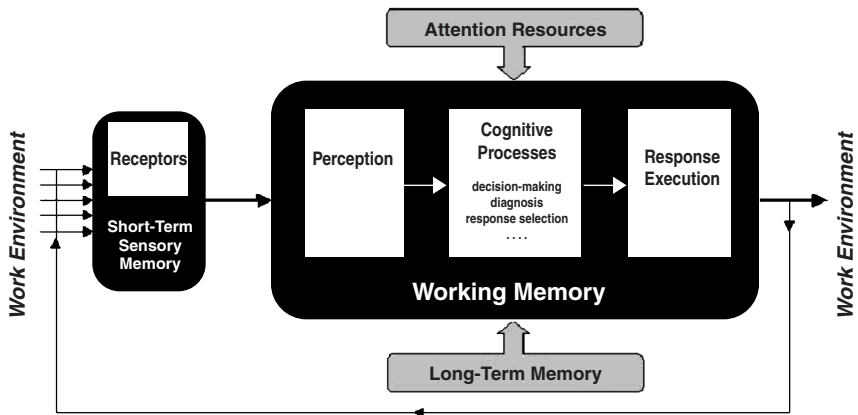 Attention Resources
Work Environment
Receptors
Short-Term
Sensory
Memory
Perception
Cognitive
Processes
decision-making
diagnosis
response selection
....
Response
Execution
Working Memory
Long-Term Memory
Work Environment